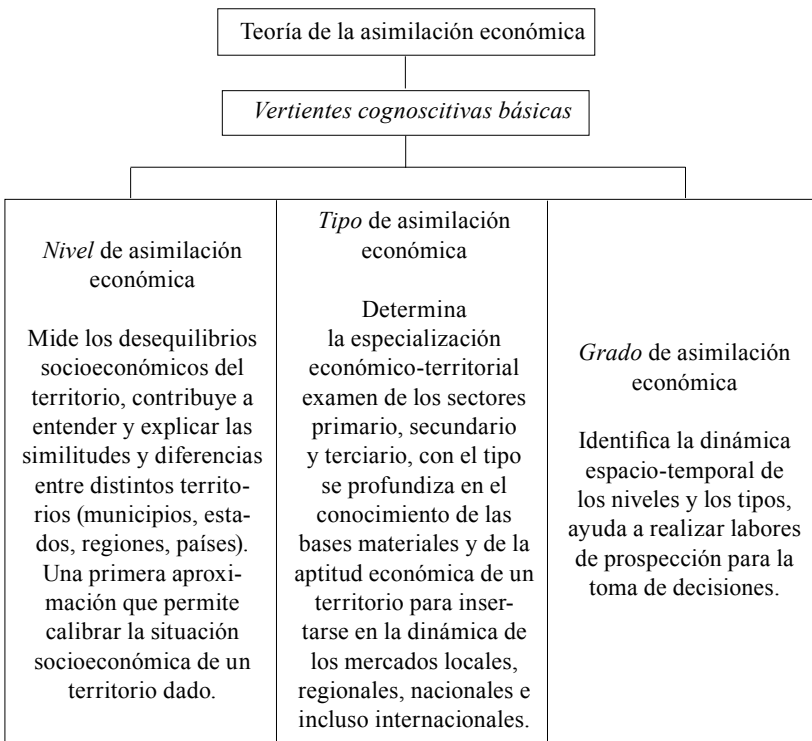 Teoría de la asimilación económica
Vertientes cognoscitivas básicas
Nivel de asimilación
económica
Mide los desequilibrios
socioeconómicos del
territorio, contribuye a
entender y explicar las
similitudes y diferencias
entre distintos territo-
rios (municipios, esta-
dos, regiones, países).
Una primera aproxi-
mación que permite
calibrar la situación
socioeconómica de un
territorio dado.
Tipo de asimilación
económica
Determina
la especialización
económico-territorial
examen de los sectores
primario, secundario
y terciario, con el tipo
se profundiza en el
conocimiento de las
bases materiales y de la
aptitud económica de un
territorio para inser-
tarse en la dinámica de
los mercados locales,
regionales, nacionales e
incluso internacionales.
Grado de asimilación
económica
Identifica la dinámica
espacio-temporal de
los niveles y los tipos,
ayuda a realizar labores
de prospección para la
toma de decisiones.